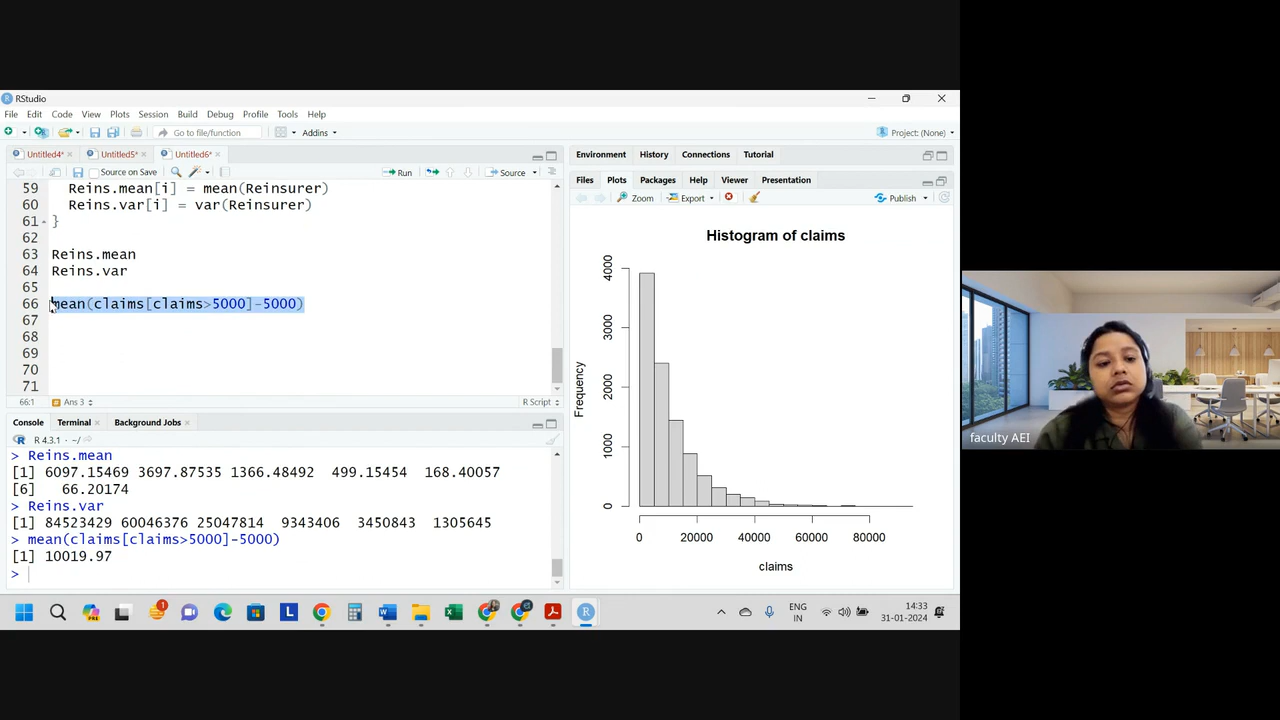 RStudio
File Edit Code View Plots Session Build Debug Profile Tools Help
Go to file/function Addins Project: (None)
Untitled4* Untitled5* Untitled6*
Source on Save Run Source
59 Reins.mean[i] = mean(Reinsurer)
60 Reins.var[i] = var(Reinsurer)
61 }
62
63 Reins.mean
64 Reins.var
65
66 mean(claims[claims>5000]-5000)
67
68
69
70
71
66:1 Ans 3 R Script
Console Terminal Background Jobs
R 4.3.1 · ~/
> Reins.mean
[1] 6097.15469 3697.87535 1366.48492 499.15454 168.40057
[6] 66.20174
> Reins.var
[1] 84523429 60046376 25047814 9343406 3450843 1305645
> mean(claims[claims>5000]-5000)
[1] 10019.97
>
Environment History Connections Tutorial
Files Plots Packages Help Viewer Presentation
Zoom Export Publish
Histogram of claims
Frequency
0 1000 2000 3000 4000
0 20000 40000 60000 80000
claims
faculty AEI
ENG
IN
14:33
31-01-2024